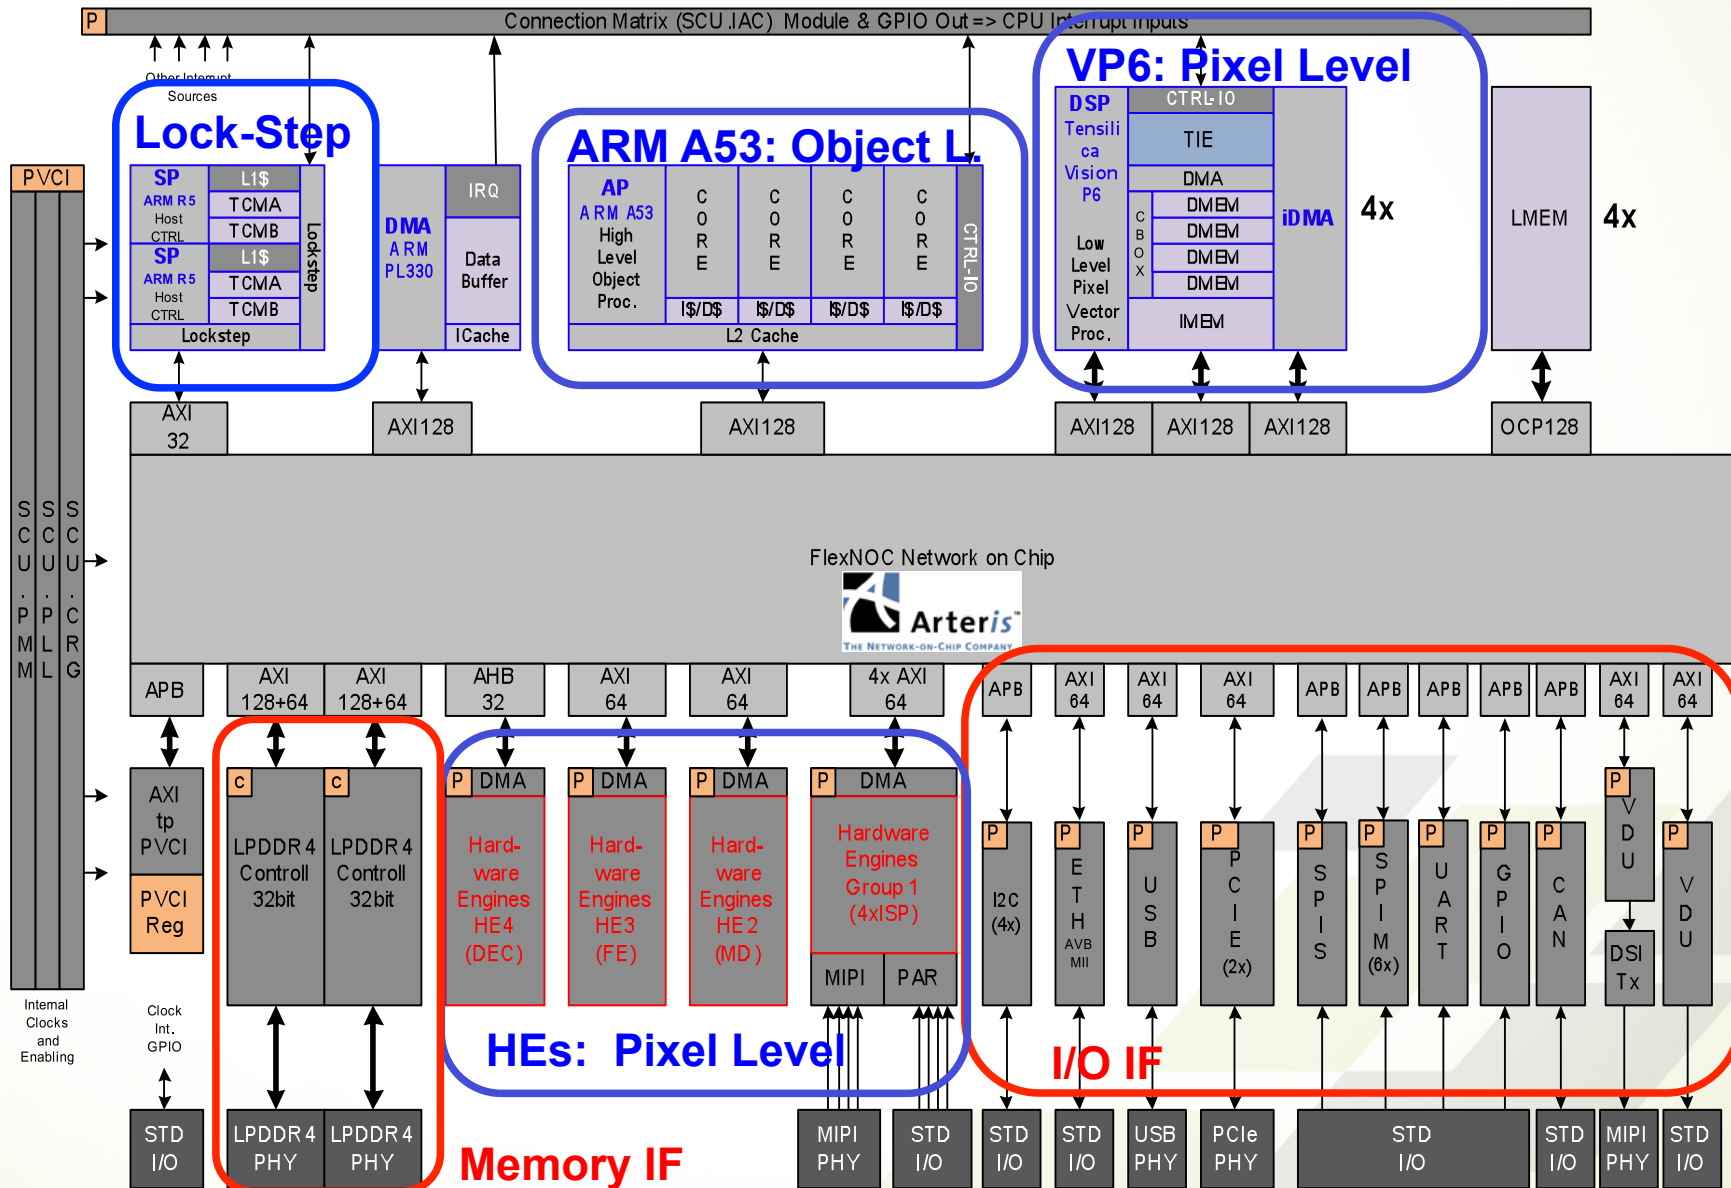 P
Connection Matrix (SCU.IAC) Module & GPIO Out => CPU Interrupt Inputs
Other Interrupt
Sources
Lock-Step
ARM A53: Object L.
VP6: Pixel Level
PVCI
SP
ARM R5
Host
CTRL
L1$
TCMA
TCMB
SP
ARM R5
Host
CTRL
L1$
TCMA
TCMB
Lockstep
Lockstep
DMA
ARM
PL330
IRQ
Data
Buffer
ICache
AP
ARM A53
High
Level
Object
Proc.
CORE
CORE
CORE
CORE
I$/D$
I$/D$
I$/D$
I$/D$
L2 Cache
CTRL-IO
DSP
Tensili
ca
Vision
P6
Low
Level
Pixel
Vector
Proc.
CTRL-IO
TIE
DMA
CBOX
DMEM
DMEM
DMEM
DMEM
IMEM
iDMA
4x
LMEM
4x
AXI
32
AXI128
AXI128
AXI128
AXI128
AXI128
OCP128
SCU.PMM
SCU.PLL
SCU.CRG
FlexNOC Network on Chip
Arteris™
THE NETWORK-ON-CHIP COMPANY
APB
AXI
128+64
AXI
128+64
AHB
32
AXI
64
AXI
64
4x AXI
64
APB
AXI
64
AXI
64
AXI
64
APB
APB
APB
APB
APB
AXI
64
AXI
64
AXI
tp
PVCI
PVCI
Reg
c
LPDDR4
Controll
32bit
c
LPDDR4
Controll
32bit
P DMA
Hard-
ware
Engines
HE4
(DEC)
P DMA
Hard-
ware
Engines
HE3
(FE)
P DMA
Hard-
ware
Engines
HE2
(MD)
P DMA
Hardware
Engines
Group 1
(4xISP)
MIPI
PAR
P
I2C
(4x)
P
ETH
AVB
MII
P
USB
P
PCIE
(2x)
P
SPIS
P
SPIM
(6x)
P
UART
P
GPIO
P
CAN
P
VDU
DSI
Tx
P
VDU
Internal
Clocks
and
Enabling
Clock
Int.
GPIO
HEs: Pixel Level
I/O IF
STD
I/O
LPDDR4
PHY
LPDDR4
PHY
Memory IF
MIPI
PHY
STD
I/O
STD
I/O
STD
I/O
USB
PHY
PCIe
PHY
STD
I/O
STD
I/O
MIPI
PHY
STD
I/O